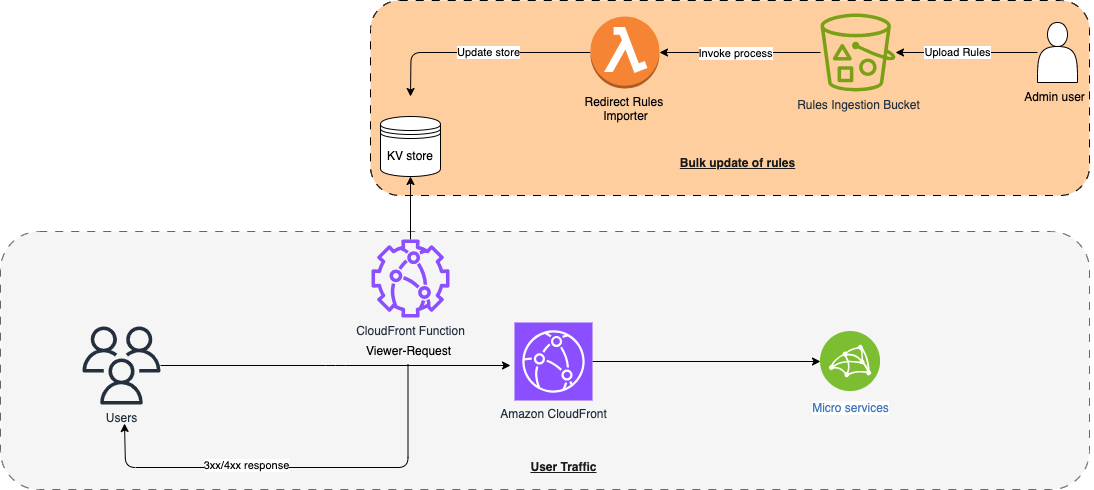 Update store
Invoke process
Upload Rules
Redirect Rules
Importer
Rules Ingestion Bucket
Admin user
KV store
Bulk update of rules
CloudFront Function
Viewer-Request
Users
Amazon CloudFront
Micro services
3xx/4xx response
User Traffic